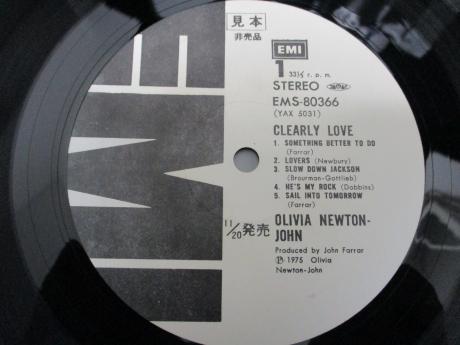 見本
非売品
EMI
1
33⅓ r.p.m.
STEREO
EMS-80366
(YAX 5031)
CLEARLY LOVE
1. SOMETHING BETTER TO DO
(Farrar)
2. LOVERS (Newbury)
3. SLOW DOWN JACKSON
(Brourman-Gottlieb)
4. HE'S MY ROCK (Dobbins)
5. SAIL INTO TOMORROW
(Farrar)
11/20発売
OLIVIA NEWTON-
JOHN
Produced by John Farrar
Ⓟ 1975 Olivia
Newton-John
EMI